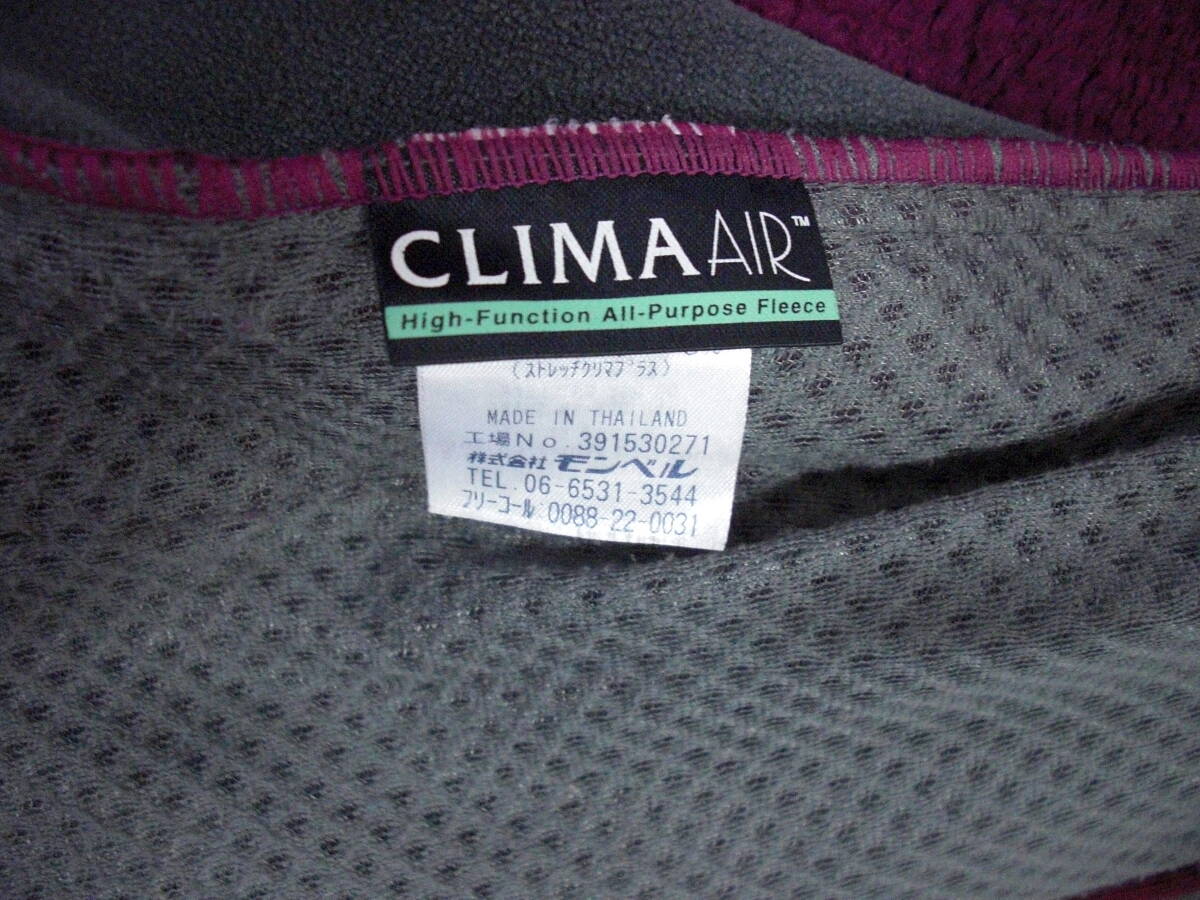 CLIMAAIR™
High-Function All-Purpose Fleece
(ストレッチクリマプラス)
MADE IN THAILAND
工場No.391530271
株式会社 モンベル
TEL.06-6531-3544
フリーコール 0088-22-0031